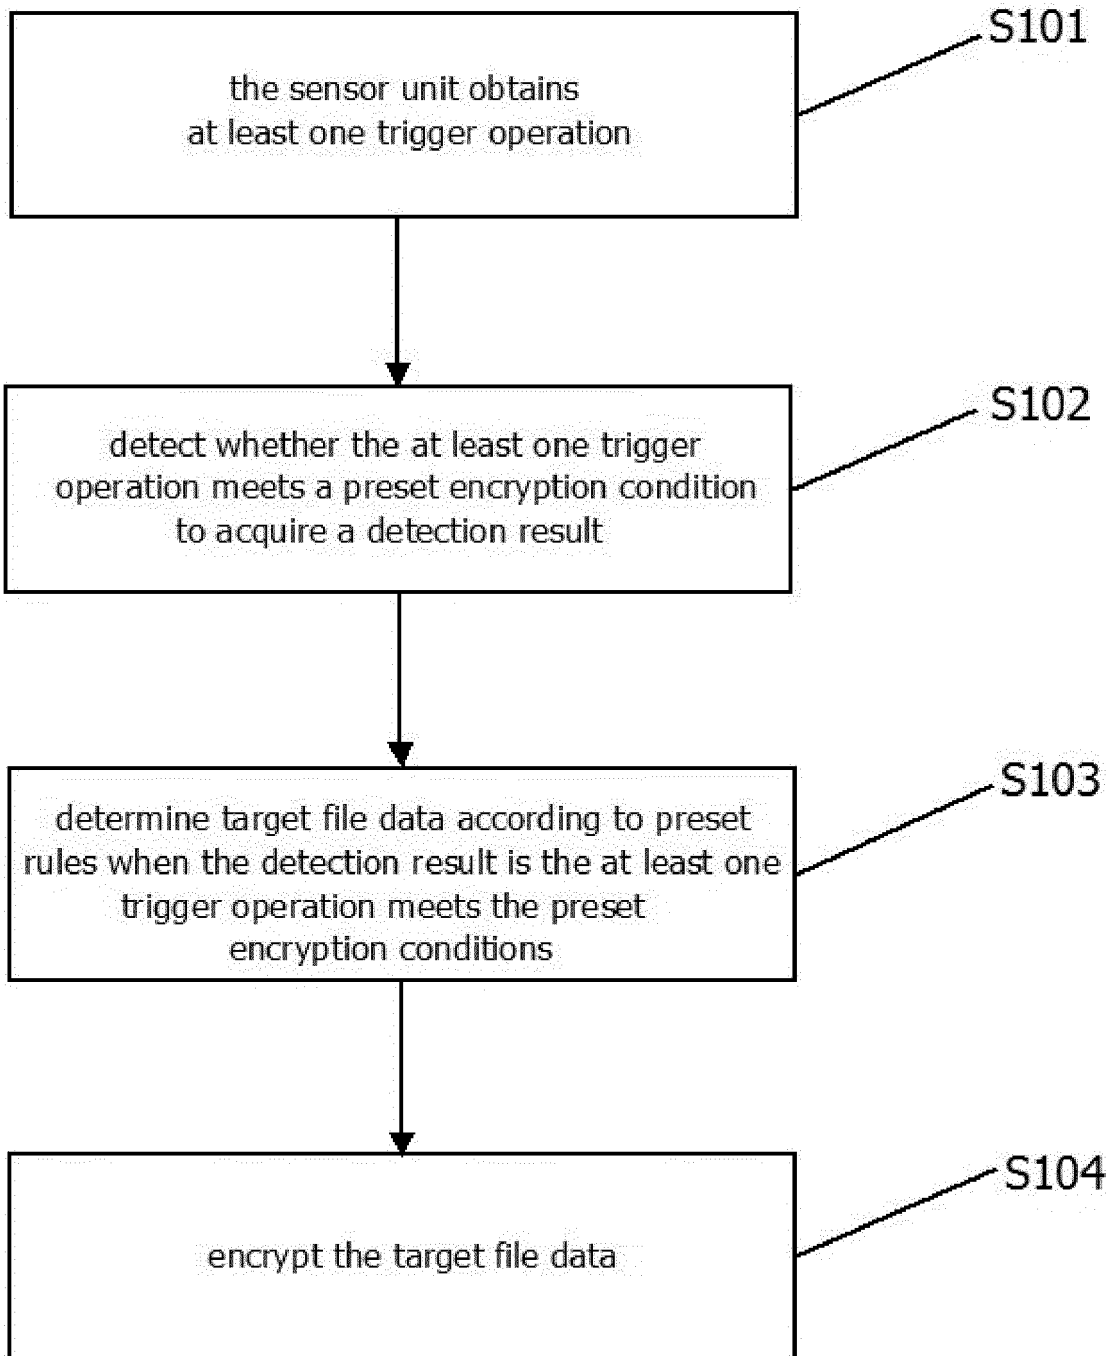 S101
the sensor unit obtains
at least one trigger operation
S102
detect whether the at least one trigger
operation meets a preset encryption condition
to acquire a detection result
S103
determine target file data according to preset
rules when the detection result is the at least one
trigger operation meets the preset
encryption conditions
S104
encrypt the target file data